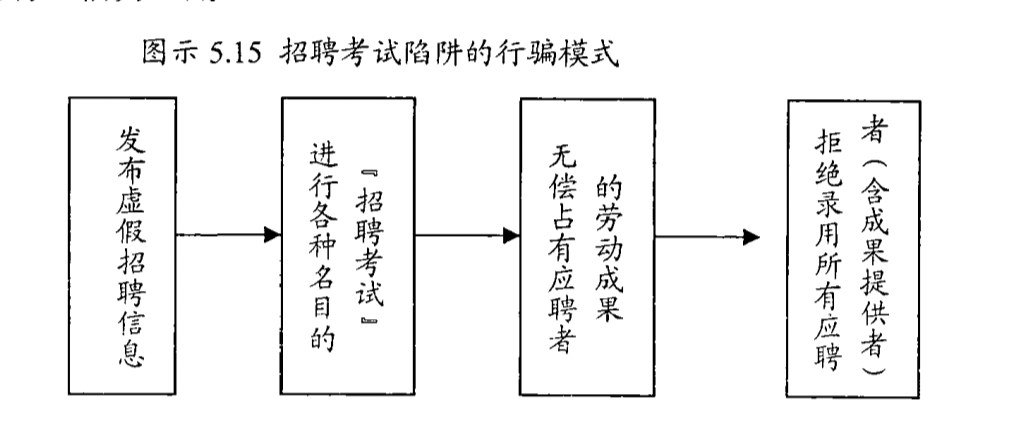 图示 5.15 招聘考试陷阱的行骗模式
发布虚假招聘信息
进行各种名目的
『招聘考试』
无偿占有应聘者
的劳动成果
拒绝录用所有应聘
者（含成果提供者）